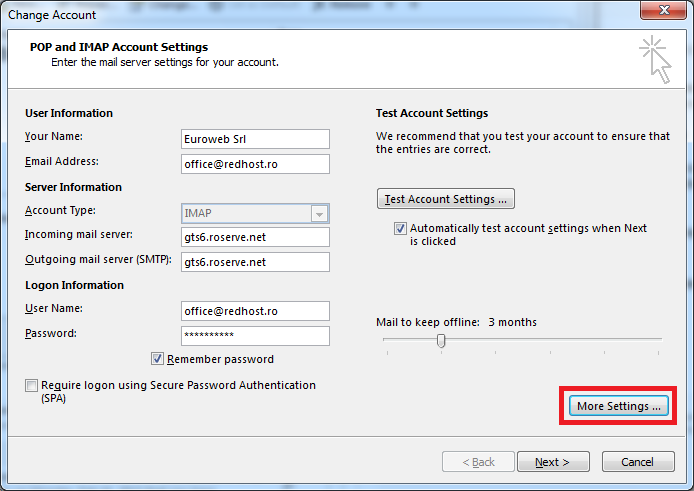 Change Account
POP and IMAP Account Settings
Enter the mail server settings for your account.
User Information
Your Name: Euroweb Srl
Email Address: office@redhost.ro
Server Information
Account Type: IMAP
Incoming mail server: gts6.roserve.net
Outgoing mail server (SMTP): gts6.roserve.net
Logon Information
User Name: office@redhost.ro
Password: **********
Remember password
Require logon using Secure Password Authentication
(SPA)
Test Account Settings
We recommend that you test your account to ensure that
the entries are correct.
Test Account Settings ...
Automatically test account settings when Next
is clicked
Mail to keep offline: 3 months
More Settings ...
< Back
Next >
Cancel